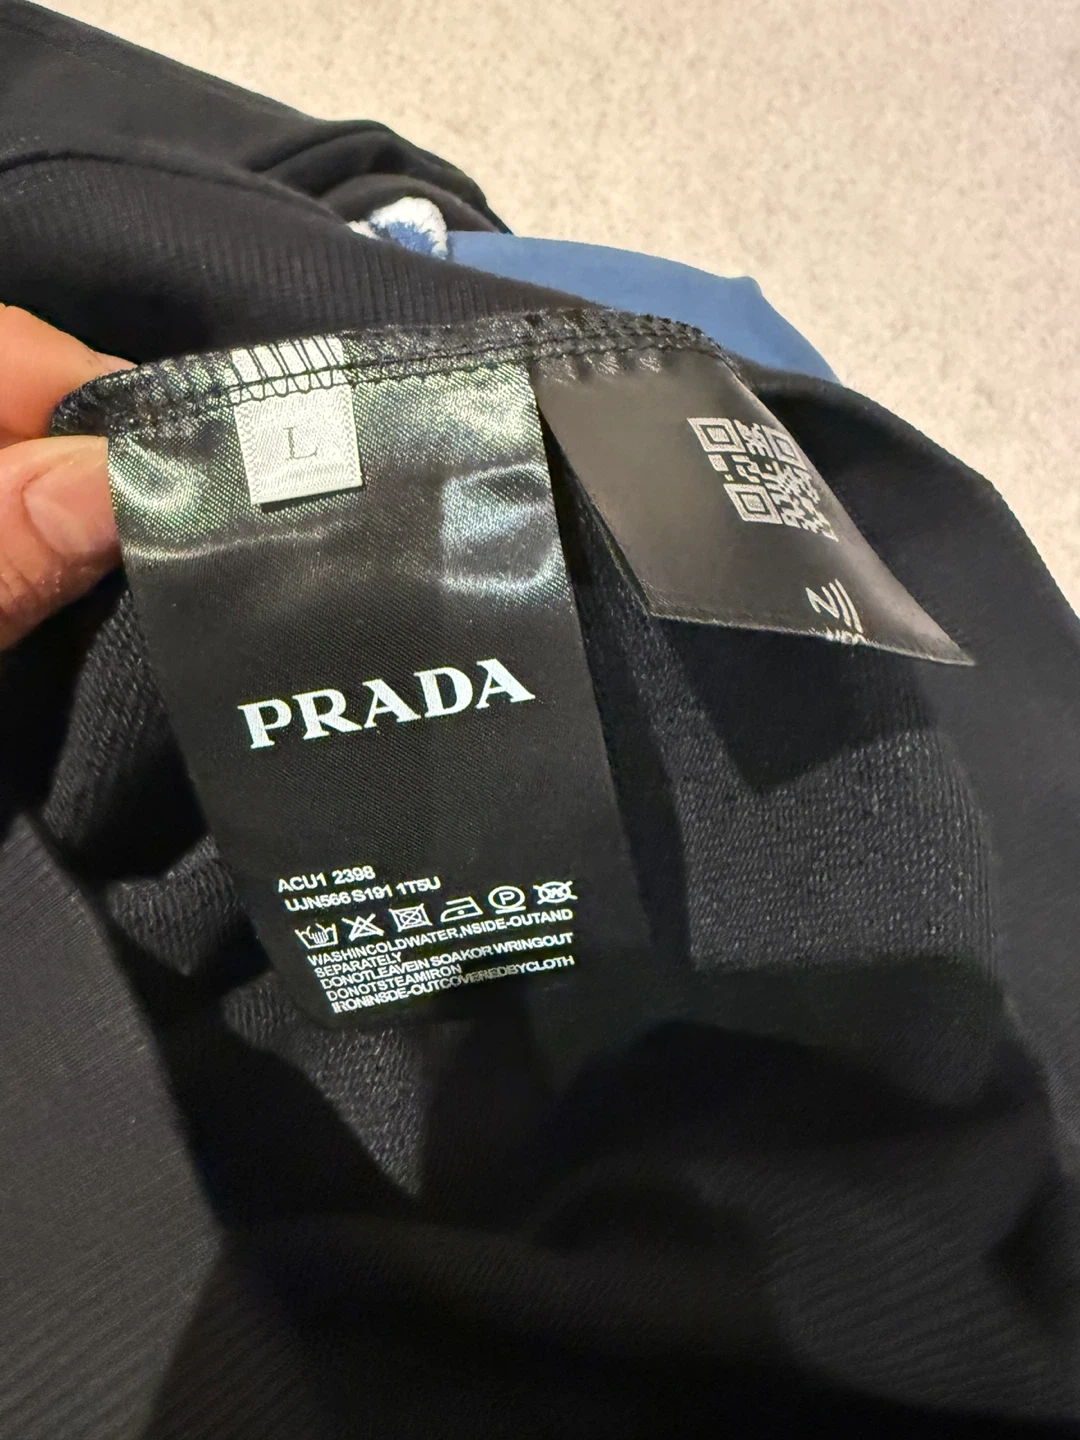 L
PRADA
ACU1 2398
UJN566 S191 1T5U
P
WASHINCOLDWATER,NSIDE-OUTAND
SEPARATELY
DONOTLEAVEIN SOAKOR WRINGOUT
DONOTSTEAMIRON
IRONINSDE-OUTCOVEREDBYCLOTH